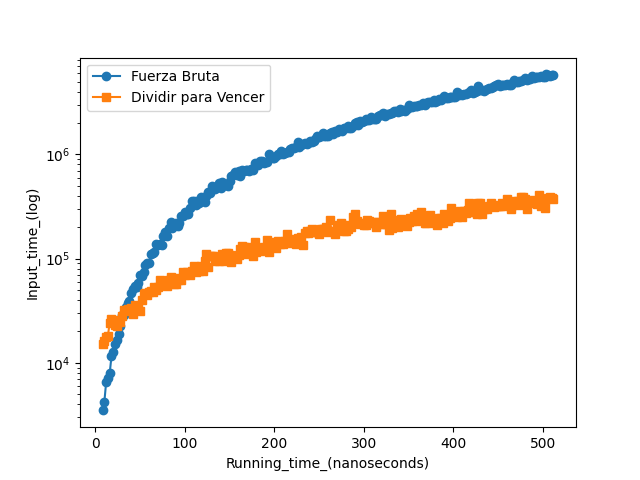 Fuerza Bruta
Dividir para Vencer
10^6
10^5
10^4
Input_time_(log)
0 100 200 300 400 500
Running_time_(nanoseconds)